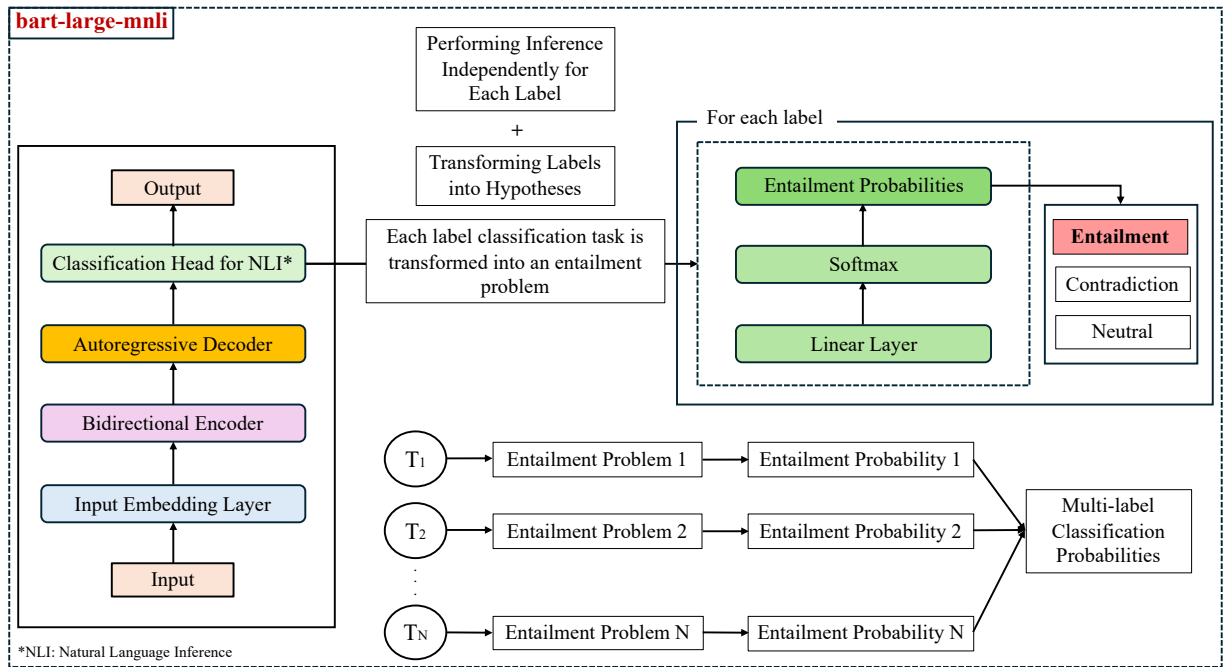 bart-large-mnli
Performing Inference
Independently for
Each Label
+
Transforming Labels
into Hypotheses
Each label classification task is
transformed into an entailment
problem
Output
Classification Head for NLI*
Autoregressive Decoder
Bidirectional Encoder
Input Embedding Layer
Input
*NLI: Natural Language Inference
For each label
Entailment Probabilities
Softmax
Linear Layer
Entailment
Contradiction
Neutral
T1
Entailment Problem 1
Entailment Probability 1
T2
Entailment Problem 2
Entailment Probability 2
TN
Entailment Problem N
Entailment Probability N
Multi-label
Classification
Probabilities